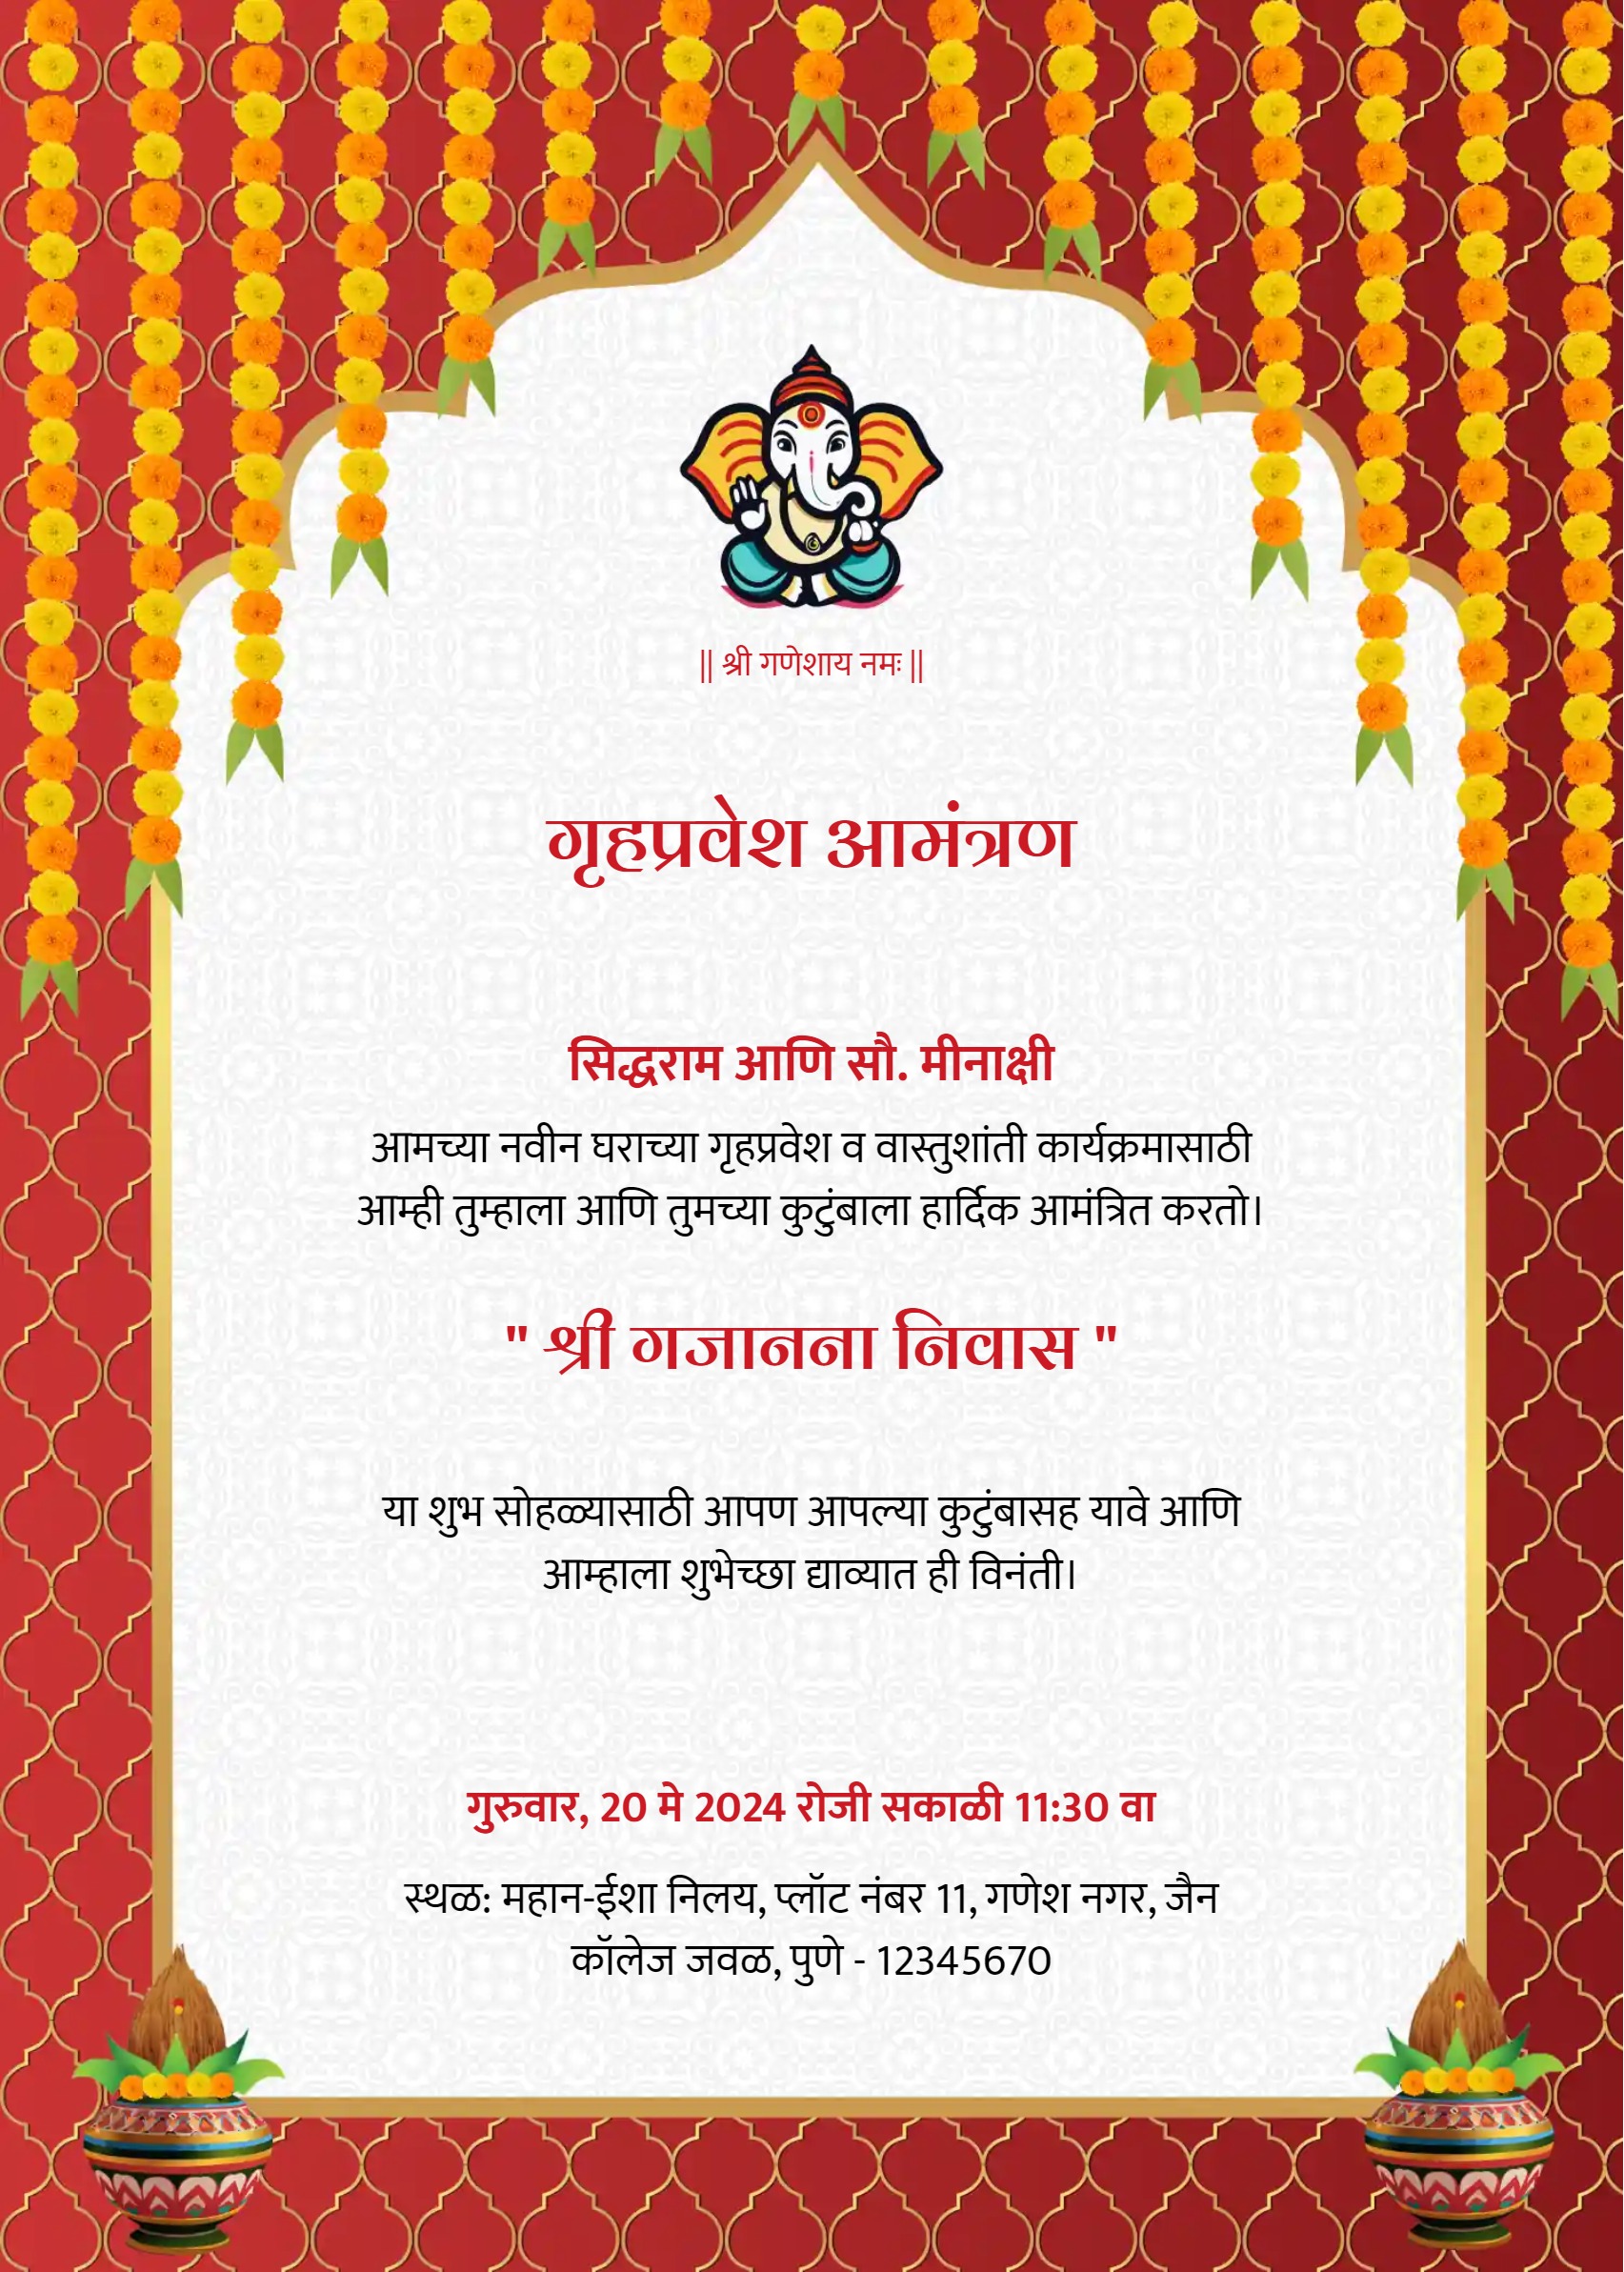 || श्री गणेशाय नमः ||
गृहप्रवेश आमंत्रण
सिद्धराम आणि सौ. मीनाक्षी
आमच्या नवीन घराच्या गृहप्रवेश व वास्तुशांती कार्यक्रमासाठी
आम्ही तुम्हाला आणि तुमच्या कुटुंबाला हार्दिक आमंत्रित करतो।
" श्री गजानना निवास "
या शुभ सोहळ्यासाठी आपण आपल्या कुटुंबासह यावे आणि
आम्हाला शुभेच्छा द्याव्यात ही विनंती।
गुरुवार, 20 मे 2024 रोजी सकाळी 11:30 वा
स्थळ: महान-ईशा निलय, प्लॉट नंबर 11, गणेश नगर, जैन
कॉलेज जवळ, पुणे - 12345670